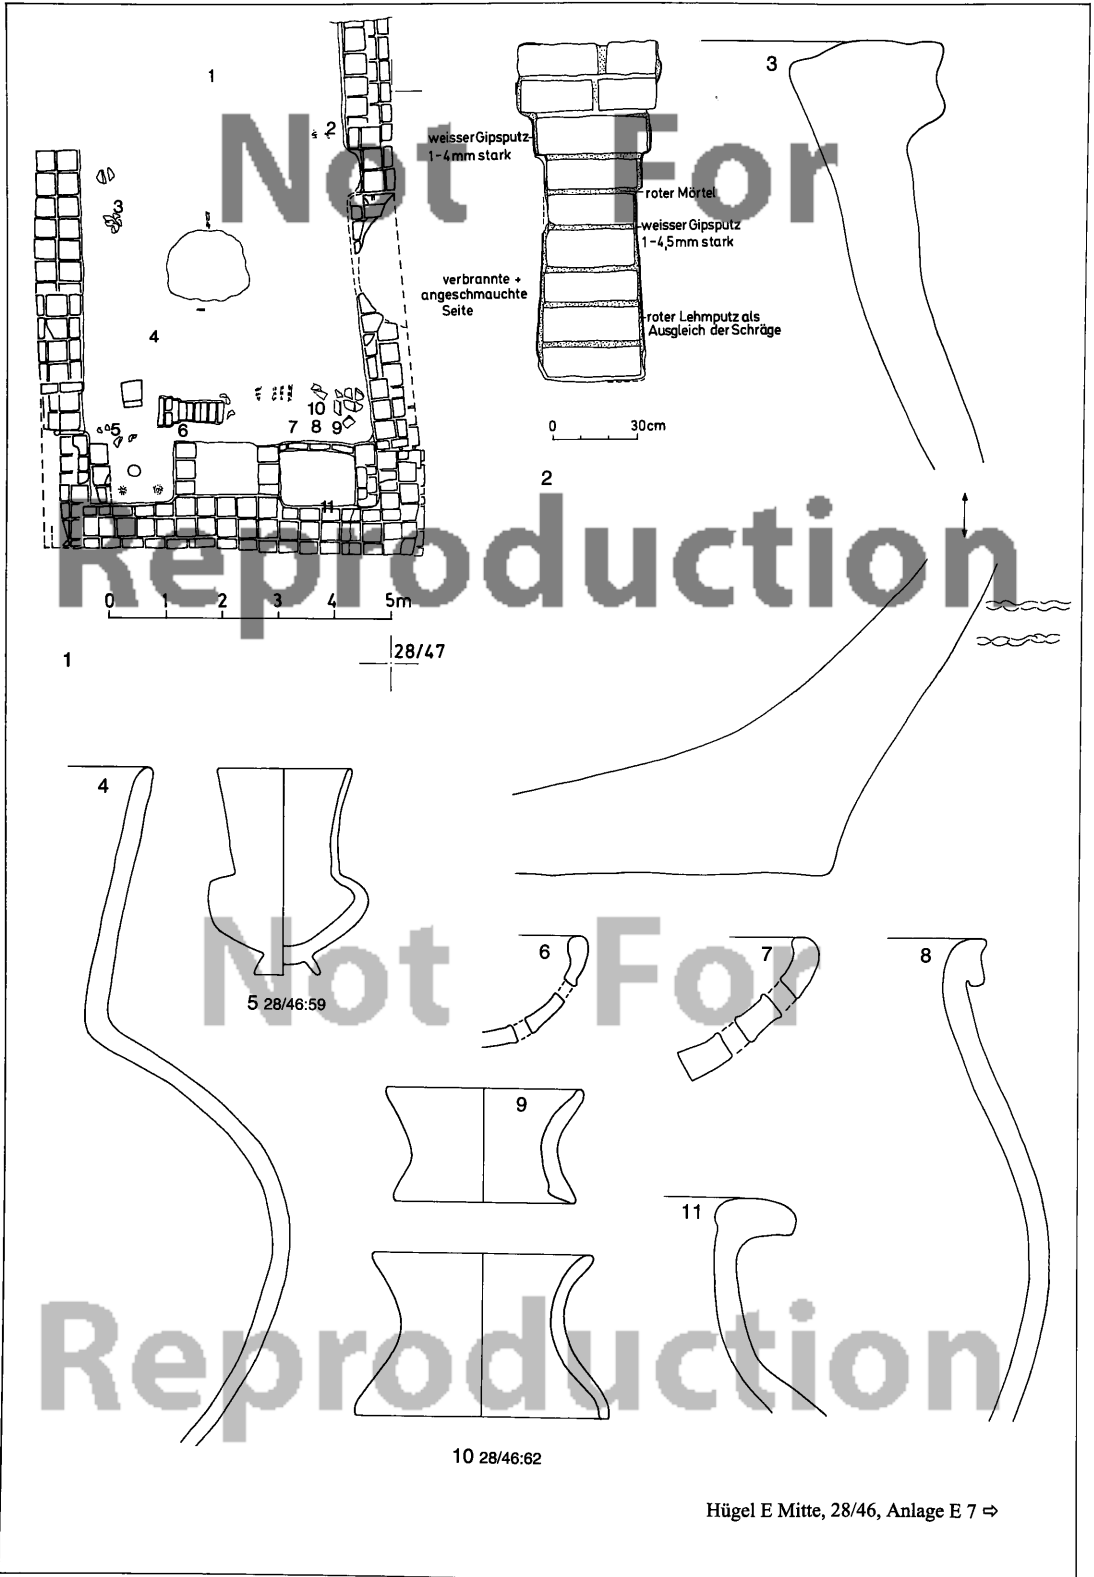 1
2
3
4
5
6
7
8
9
10
11
0 1 2 3 4 5m
28/47
1
weisser Gipsputz
1-4mm stark
roter Mörtel
weisser Gipsputz
1-4,5mm stark
verbrannte +
angeschmauchte
Seite
roter Lehmputz als
Ausgleich der Schräge
0 30cm
2
3
Not For
Reproduction
4
5 28/46:59
6
7
8
9
10 28/46:62
11
Not For
Reproduction
Hügel E Mitte, 28/46, Anlage E 7 ⇨